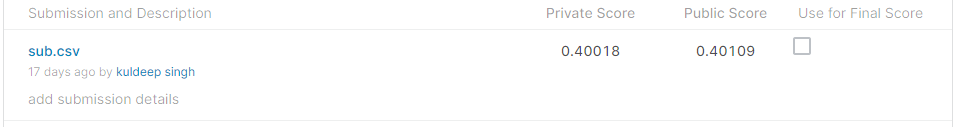 Submission and Description Private Score Public Score Use for Final Score
sub.csv 0.40018 0.40109
17 days ago by kuldeep singh
add submission details